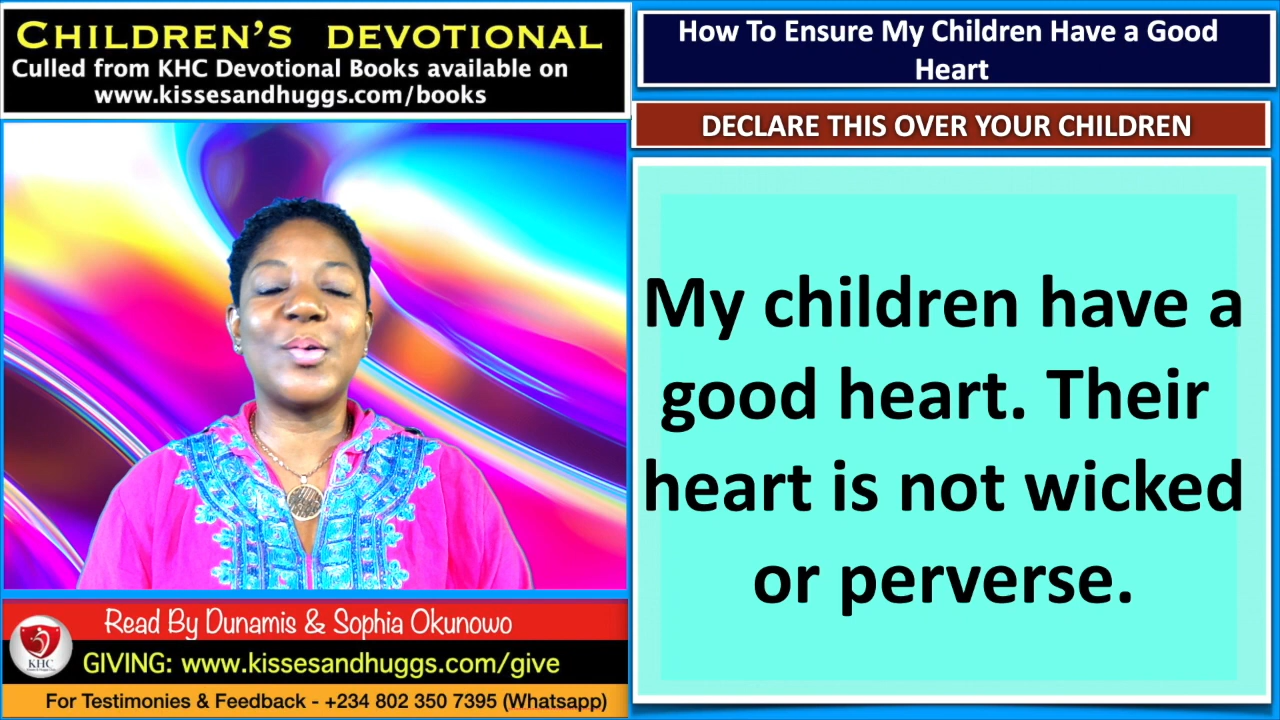 CHILDREN'S DEVOTIONAL
Culled from KHC Devotional Books available on
www.kissesandhuggs.com/books
How To Ensure My Children Have a Good
Heart
DECLARE THIS OVER YOUR CHILDREN
My children have a
good heart. Their
heart is not wicked
or perverse.
Read By Dunamis & Sophia Okunowo
KHC
GIVING: www.kissesandhuggs.com/give
For Testimonies & Feedback - +234 802 350 7395 (Whatsapp)